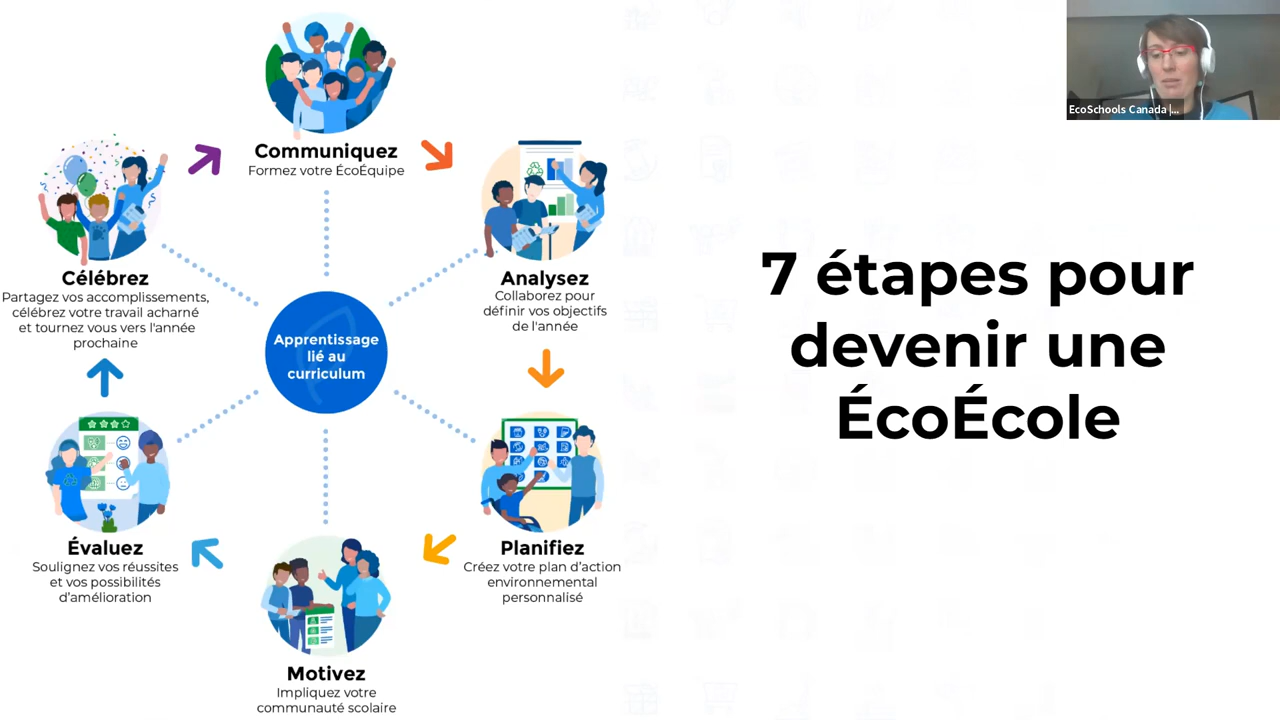 Communiquez
Formez votre ÉcoÉquipe
Analysez
Collaborez pour
définir vos objectifs
de l'année
Planifiez
Créez votre plan d'action
environnemental
personnalisé
Motivez
Impliquez votre
communauté scolaire
Évaluez
Soulignez vos réussites
et vos possibilités
d'amélioration
Célébrez
Partagez vos accomplissements,
célébrez votre travail acharné
et tournez vous vers l'année
prochaine
Apprentissage
lié au
curriculum
7 étapes pour
devenir une
ÉcoÉcole
EcoSchools Canada |...